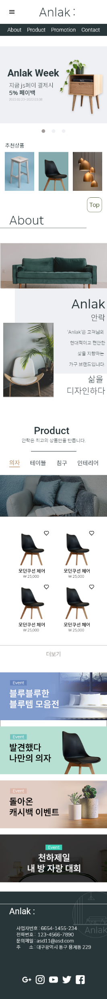 Anlak :
About Product Promotion Contact
Anlak Week
지금 js페이 결제시
5% 페이백
2022.02.23~2022.03.08
추천상품
Top
About
Anlak
안락
'Anlak'은 고객님의
현대적이고 편안한
삶을 지향하는
가구 브랜드입니다.
삶을
디자인하다
Product
안락은 최고의 상품만을 만듭니다.
의자 테이블 침구 인테리어
모던쿠션 체어 모던쿠션 체어
₩ 25,000 ₩ 25,000
모던쿠션 체어 모던쿠션 체어
₩ 25,000 ₩ 25,000
더보기
Event
블루블루한
블루템 모음전
Event
발견했다
나만의 의자
Event
돌아온
캐시백 이벤트
Event
천하제일
내 방 자랑 대회
Anlak :
Anlak
사업자번호 : 6654-1455-234
전화번호 : 123-4566-7890
문의메일 : asd11@asd.com
주 소 : 대구광역시 동구 용계동 229
G+